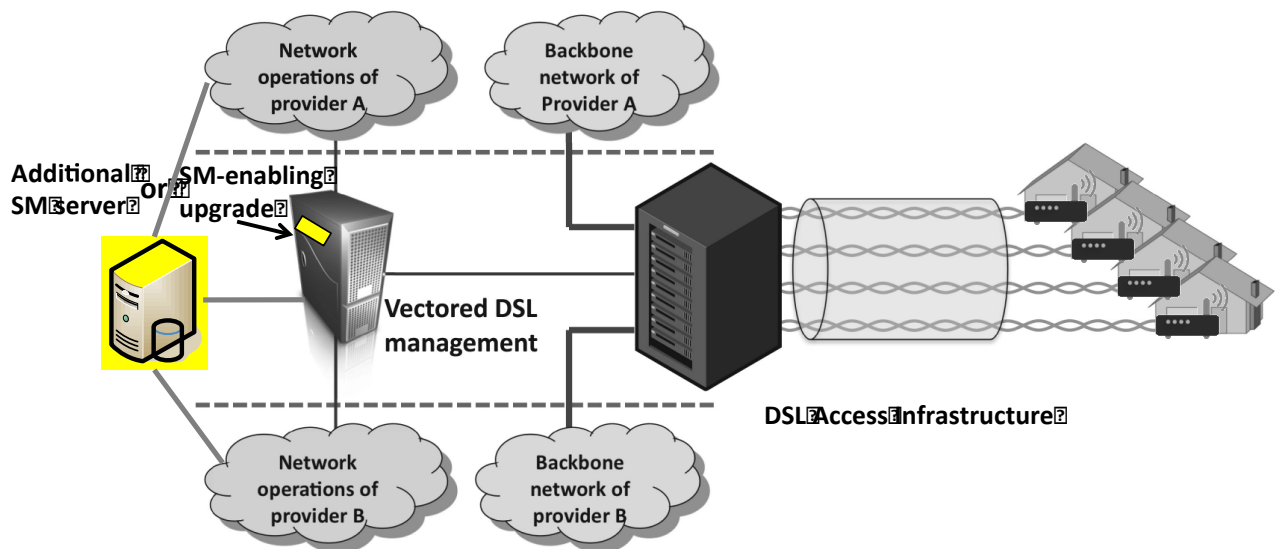 Network
operations of
provider A
Backbone
network of
Provider A
Additional
SM server
or
SM-enabling
upgrade
Vectored DSL
management
DSL Access Infrastructure
Network
operations of
provider B
Backbone
network of
provider B